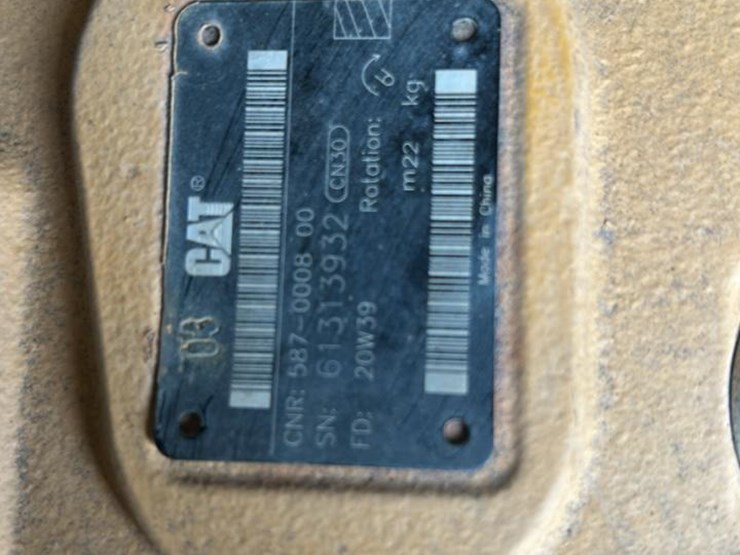 03 CAT®
CNR: 587-0008 00
SN: 61313932 CN30
FD: 20W39 Rotation:
m22 kg
Made in China